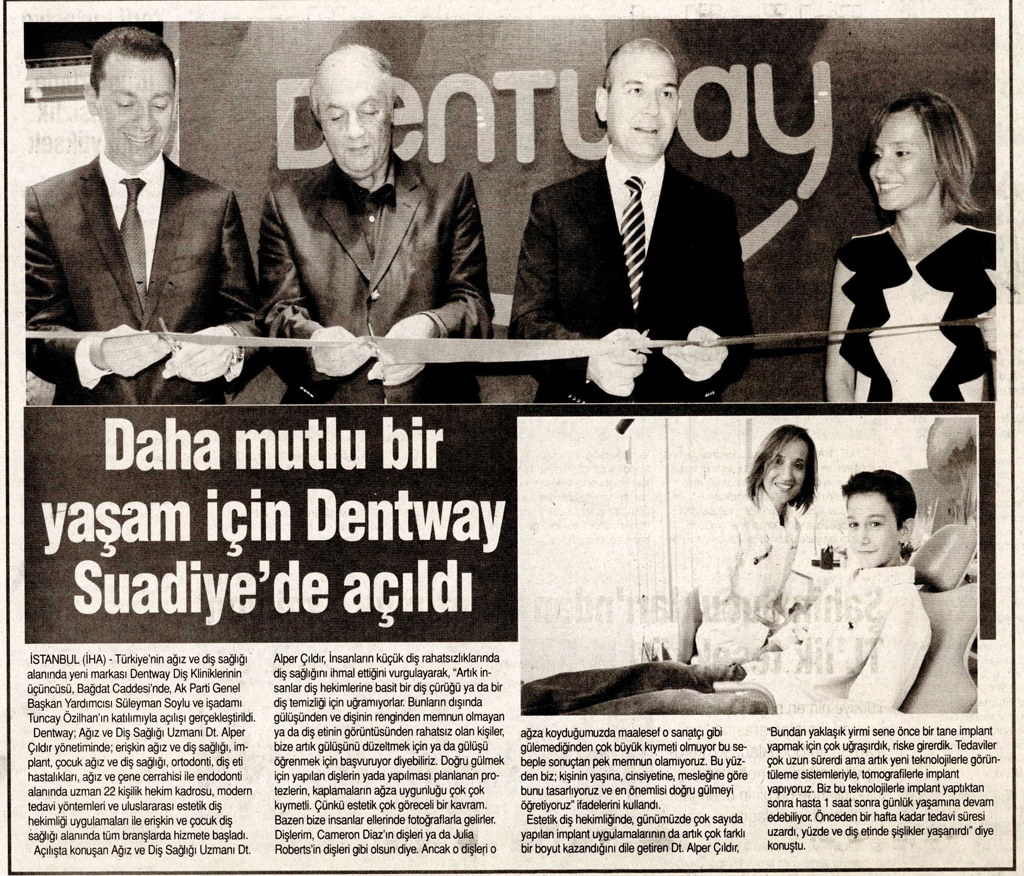 Dentway
Daha mutlu bir
yaşam için Dentway
Suadiye'de açıldı
İSTANBUL (İHA) - Türkiye'nin ağız ve diş sağlığı
alanında yeni markası Dentway Diş Kliniklerinin
üçüncüsü, Bağdat Caddesi'nde, Ak Parti Genel
Başkan Yardımcısı Süleyman Soylu ve işadamı
Tuncay Özilhan'ın katılımıyla açılışı gerçekleştirildi.
Dentway; Ağız ve Diş Sağlığı Uzmanı Dt. Alper
Çıldır yönetiminde; erişkin ağız ve diş sağlığı, im-
plant, çocuk ağız ve diş sağlığı, ortodonti, diş eti
hastalıkları, ağız ve çene cerrahisi ile endodonti
alanında uzman 22 kişilik hekim kadrosu, modern
tedavi yöntemleri ve uluslararası estetik diş
hekimliği uygulamaları ile erişkin ve çocuk diş
sağlığı alanında tüm branşlarda hizmete başladı.
Açılışta konuşan Ağız ve Diş Sağlığı Uzmanı Dt.
Alper Çıldır, İnsanların küçük diş rahatsızlıklarında
diş sağlığını ihmal ettiğini vurgulayarak, "Artık in-
sanlar diş hekimlerine basit bir diş çürüğü ya da bir
diş temizliği için uğramıyorlar. Bunların dışında
gülüşünden ve dişinin renginden memnun olmayan
ya da diş etinin görüntüsünden rahatsız olan kişiler,
bize artık gülüşünü düzeltmek için ya da gülüşü
öğrenmek için başvuruyor diyebiliriz. Doğru gülmek
için yapılan dişlerin yada yapılması planlanan pro-
tezlerin, kaplamaların ağza uygunluğu çok çok
kıymetli. Çünkü estetik çok göreceli bir kavram.
Bazen bize insanlar ellerinde fotoğraflarla gelirler.
Dişlerim, Cameron Diaz'ın dişleri ya da Julia
Roberts'in dişleri gibi olsun diye. Ancak o dişleri o
ağza koyduğumuzda maalesef o sanatçı gibi
gülemediğinden çok büyük kıymeti olmuyor bu se-
beple sonuçtan pek memnun olamıyoruz. Bu yüz-
den biz; kişinin yaşına, cinsiyetine, mesleğine göre
bunu tasarlıyoruz ve en önemlisi doğru gülmeyi
öğretiyoruz" ifadelerini kullandı.
Estetik diş hekimliğinde, günümüzde çok sayıda
yapılan implant uygulamalarının da artık çok farklı
bir boyut kazandığını dile getiren Dt. Alper Çıldır,
"Bundan yaklaşık yirmi sene önce bir tane implant
yapmak için çok uğraşırdık, riske girerdik. Tedaviler
çok uzun sürerdi ama artık yeni teknolojilerle görün-
tüleme sistemleriyle, tomografilerle implant
yapıyoruz. Biz bu teknolojilerle implant yaptıktan
sonra hasta 1 saat sonra günlük yaşamına devam
edebiliyor. Önceden bir hafta kadar tedavi süresi
uzardı, yüzde ve diş etinde şişlikler yaşanırdı" diye
konuştu.